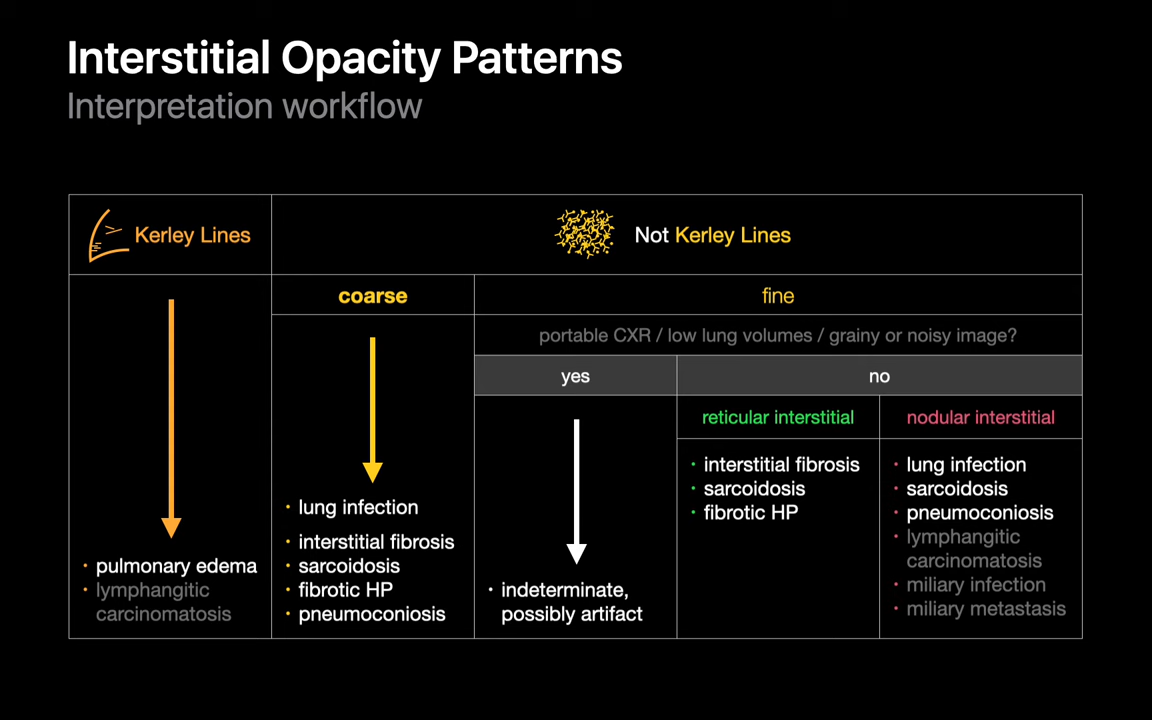 Interstitial Opacity Patterns
Interpretation workflow
Kerley Lines
Not Kerley Lines
coarse
fine
portable CXR / low lung volumes / grainy or noisy image?
yes
no
reticular interstitial
nodular interstitial
• pulmonary edema
• lymphangitic
carcinomatosis
• lung infection
• interstitial fibrosis
• sarcoidosis
• fibrotic HP
• pneumoconiosis
• indeterminate,
possibly artifact
• interstitial fibrosis
• sarcoidosis
• fibrotic HP
• lung infection
• sarcoidosis
• pneumoconiosis
• lymphangitic
carcinomatosis
• miliary infection
• miliary metastasis